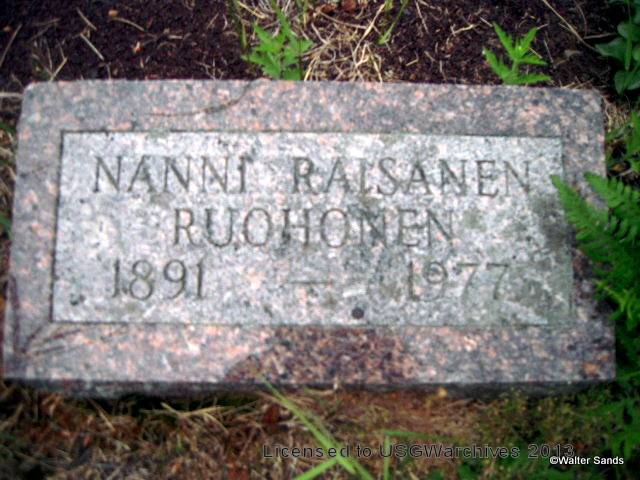 NANNI RAISANEN
RUOHONEN
1891 — 1977
Licensed to USGWarchives 2013
©Walter Sands